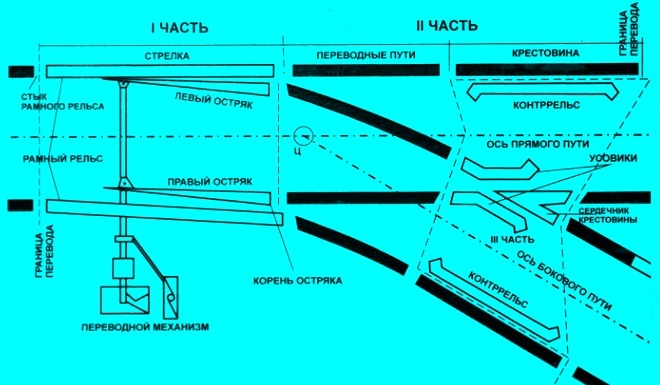 I ЧАСТЬ
II ЧАСТЬ
ГРАНИЦА
ПЕРЕВОДА
СТРЕЛКА
ПЕРЕВОДНЫЕ ПУТИ
КРЕСТОВИНА
СТЫК
РАМНОГО РЕЛЬСА
ЛЕВЫЙ ОСТРЯК
КОНТРРЕЛЬС
РАМНЫЙ РЕЛЬС
Ц
ОСЬ ПРЯМОГО ПУТИ
УСОВИКИ
ПРАВЫЙ ОСТРЯК
СЕРДЕЧНИК
КРЕСТОВИНЫ
III ЧАСТЬ
ГРАНИЦА
ПЕРЕВОДА
КОРЕНЬ ОСТРЯКА
КОНТРРЕЛЬС
ОСЬ БОКОВОГО ПУТИ
ПЕРЕВОДНОЙ МЕХАНИЗМ